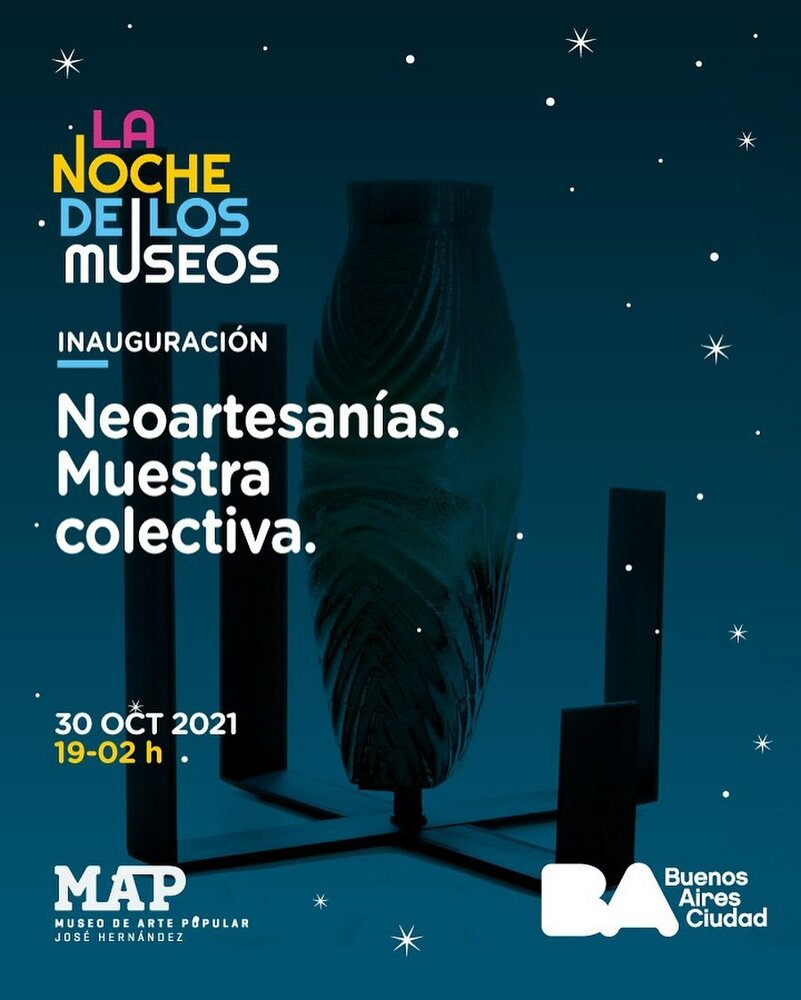 LA
NOCHE
DE LOS
MUSEOS
INAUGURACIÓN
Neoartesanías.
Muestra
colectiva.
30 OCT 2021
19-02 h
MAP
MUSEO DE ARTE POPULAR
JOSÉ HERNÁNDEZ
BA
Buenos
Aires
Ciudad